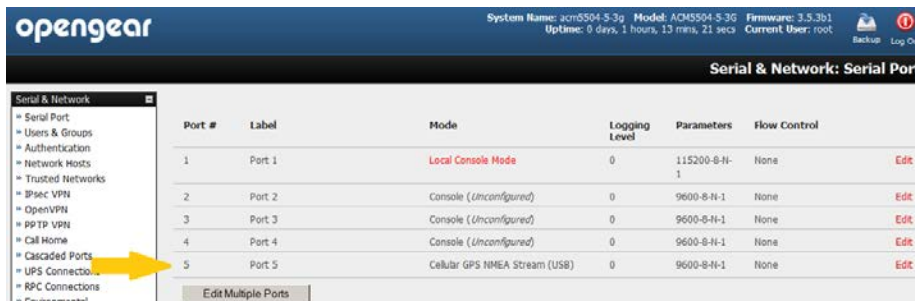 opengear
System Name: acm5504-5-3g Model: ACM5504-5-3G Firmware: 3.5.3b1
Uptime: 0 days, 1 hours, 13 mins, 21 secs Current User: root
Backup
Log
Serial & Network: Serial Por
Serial & Network
Serial Port
Users & Groups
Authentication
Network Hosts
Trusted Networks
IPsec VPN
OpenVPN
PPTP VPN
Call Home
Cascaded Ports
UPS Connections
RPC Connections
Environmental
Port # Label Mode Logging Level Parameters Flow Control
1 Port 1 Local Console Mode 0 115200-8-N-1 None Edit
2 Port 2 Console (Unconfigured) 0 9600-8-N-1 None Edit
3 Port 3 Console (Unconfigured) 0 9600-8-N-1 None Edit
4 Port 4 Console (Unconfigured) 0 9600-8-N-1 None Edit
5 Port 5 Cellular GPS NMEA Stream (USB) 0 9600-8-N-1 None Edit
Edit Multiple Ports